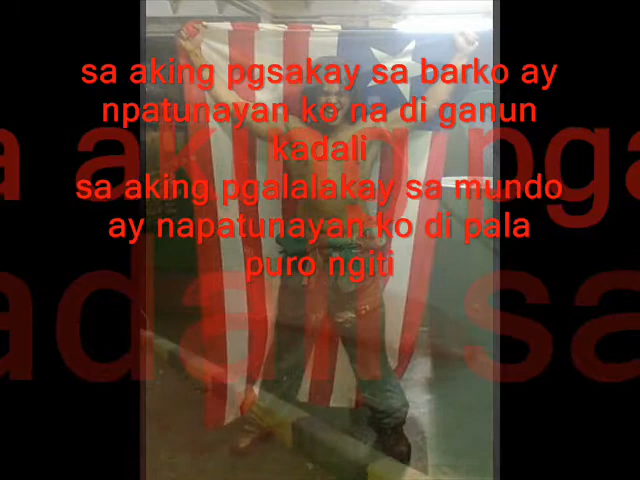 sa aking pgsakay sa barko ay
npatunayan ko na di ganun
kadali
sa aking pgalalakay sa mundo
ay napatunayan ko di pala
puro ngiti